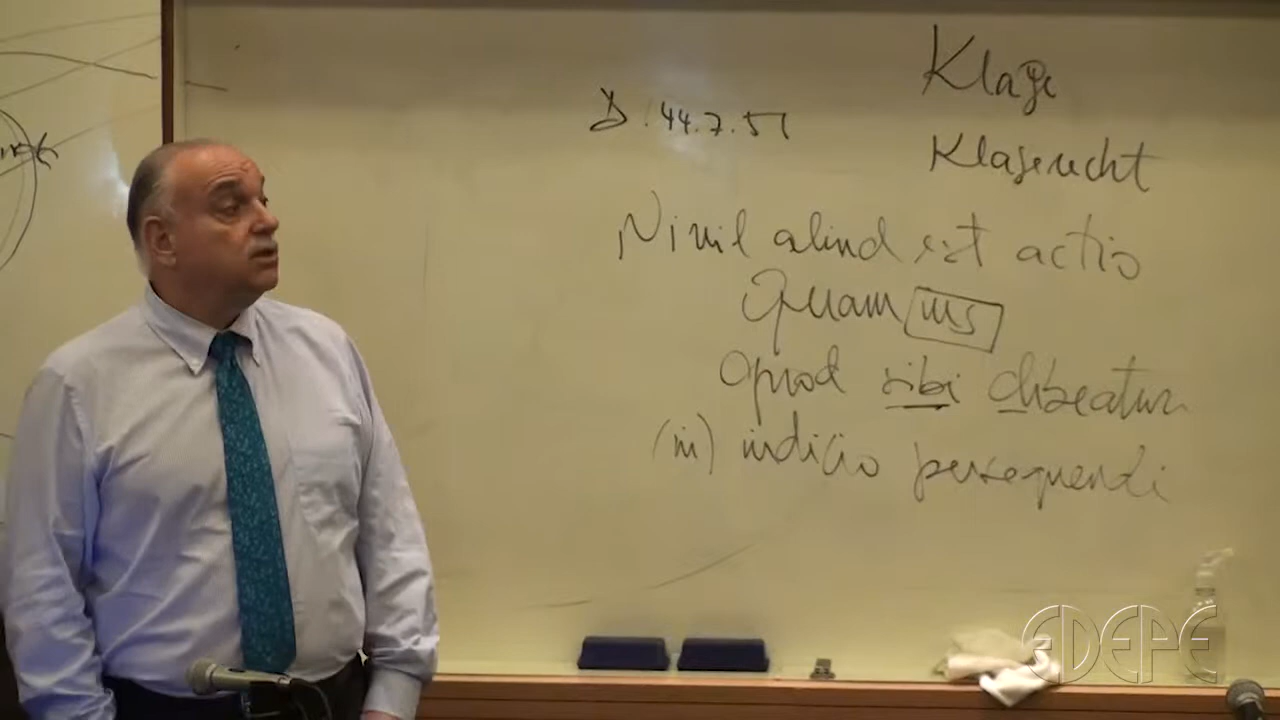 Klage
D. 44.7.51
Klagerecht
Nihil aliud est actio
Quam ius
Quod sibi debeatur
(in) iudicio persequendi
EDEPE